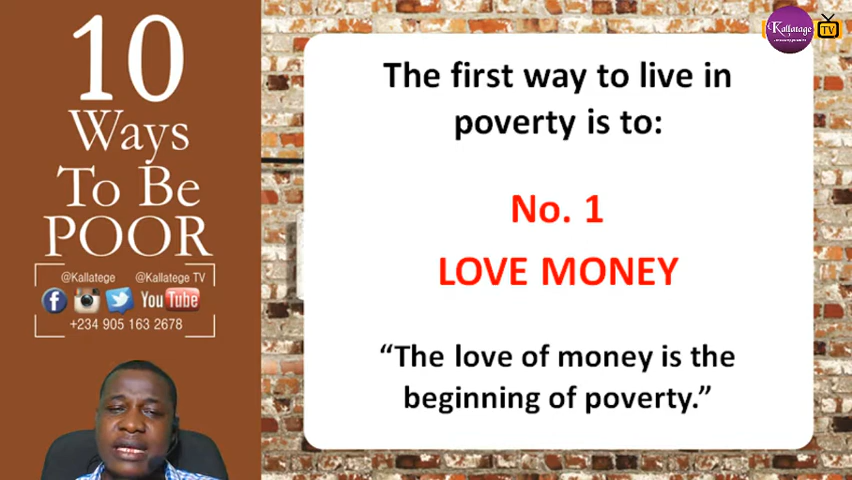 10
Ways
To Be
POOR
@Kallatege @Kallatege TV
f You Tube
+234 905 163 2678
Kallatege
TV
The first way to live in
poverty is to:
No. 1
LOVE MONEY
“The love of money is the
beginning of poverty.”